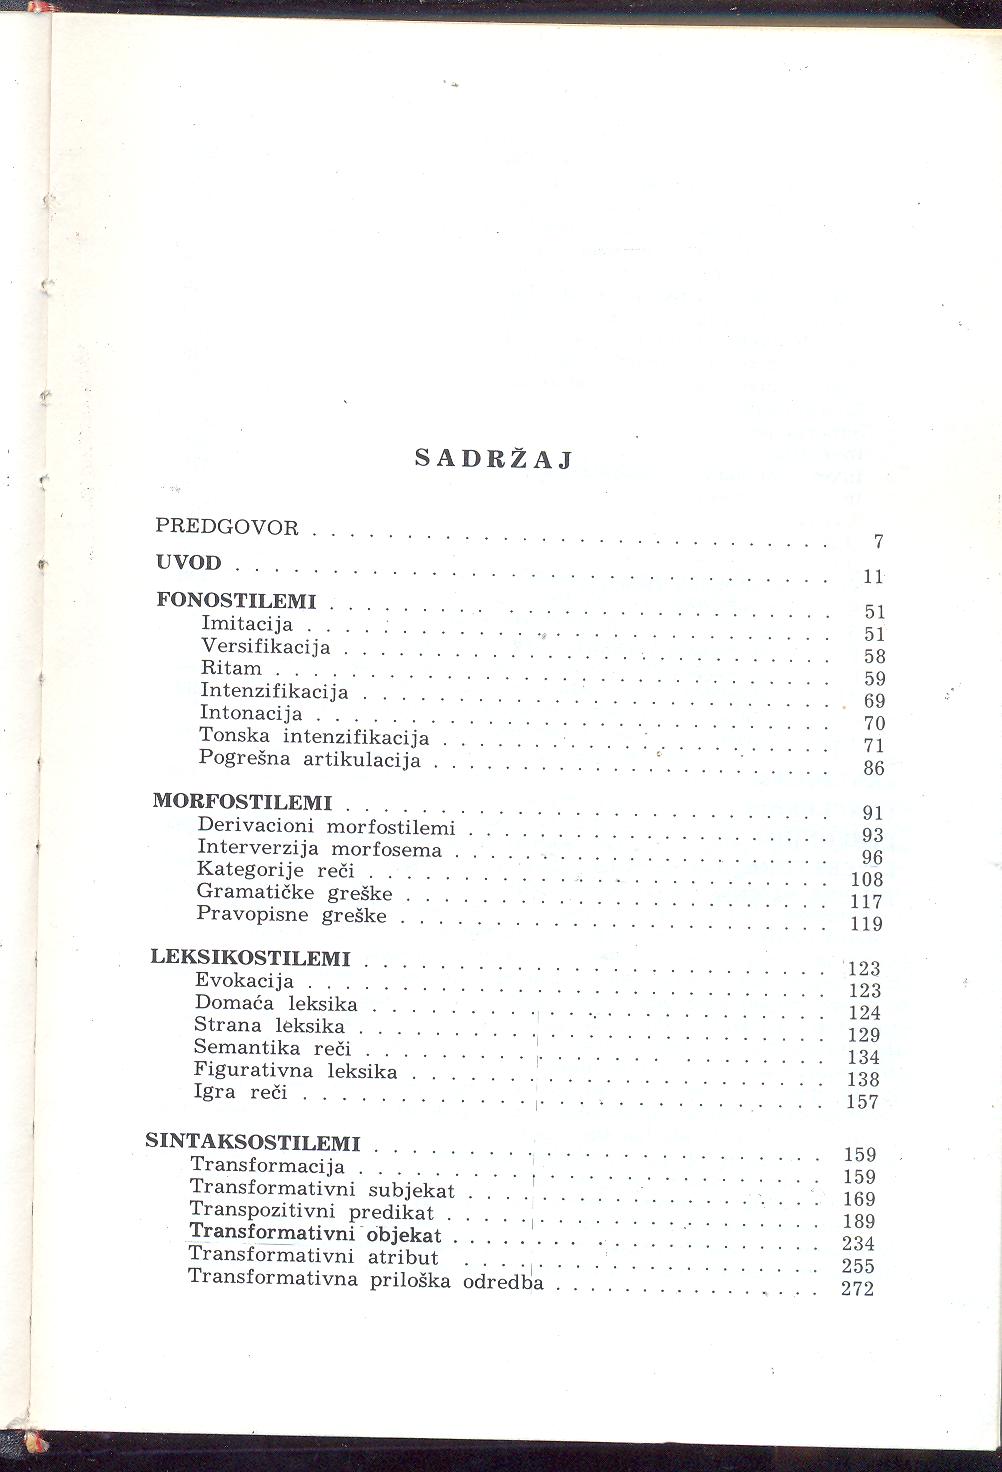 SADRŽAJ
PREDGOVOR . . . . . . . . . . . . . . . . . . . . . . . . . . . 7
UVOD . . . . . . . . . . . . . . . . . . . . . . . . . . . . . . 11
FONOSTILEMI . . . . . . . . . . . . . . . . . . . . . . . . . . 51
Imitacija . . . . . . . . . . . . . . . . . . . . . . . . . . . 51
Versifikacija . . . . . . . . . . . . . . . . . . . . . . . . . 58
Ritam . . . . . . . . . . . . . . . . . . . . . . . . . . . . . 59
Intenzifikacija . . . . . . . . . . . . . . . . . . . . . . . . 69
Intonacija . . . . . . . . . . . . . . . . . . . . . . . . . . . 70
Tonska intenzifikacija . . . . . . . . . . . . . . . . . . . . 71
Pogrešna artikulacija . . . . . . . . . . . . . . . . . . . . . 86
MORFOSTILEMI . . . . . . . . . . . . . . . . . . . . . . . . . 91
Derivacioni morfostilemi . . . . . . . . . . . . . . . . . . . 93
Interverzija morfosema . . . . . . . . . . . . . . . . . . . . 96
Kategorije reči . . . . . . . . . . . . . . . . . . . . . . . . 108
Gramatičke greške . . . . . . . . . . . . . . . . . . . . . . 117
Pravopisne greške . . . . . . . . . . . . . . . . . . . . . . . 119
LEKSIKOSTILEMI . . . . . . . . . . . . . . . . . . . . . . . . 123
Evokacija . . . . . . . . . . . . . . . . . . . . . . . . . . . 123
Domaća leksika . . . . . . . . . . . . . . . . . . . . . . . . 124
Strana leksika . . . . . . . . . . . . . . . . . . . . . . . . 129
Semantika reči . . . . . . . . . . . . . . . . . . . . . . . . 134
Figurativna leksika . . . . . . . . . . . . . . . . . . . . . . 138
Igra reči . . . . . . . . . . . . . . . . . . . . . . . . . . . 157
SINTAKSOSTILEMI . . . . . . . . . . . . . . . . . . . . . . . 159
Transformacija . . . . . . . . . . . . . . . . . . . . . . . . 159
Transformativni subjekat . . . . . . . . . . . . . . . . . . . 169
Transpozitivni predikat . . . . . . . . . . . . . . . . . . . . 189
Transformativni objekat . . . . . . . . . . . . . . . . . . . . 234
Transformativni atribut . . . . . . . . . . . . . . . . . . . 255
Transformativna priloška odredba . . . . . . . . . . . . . . 272